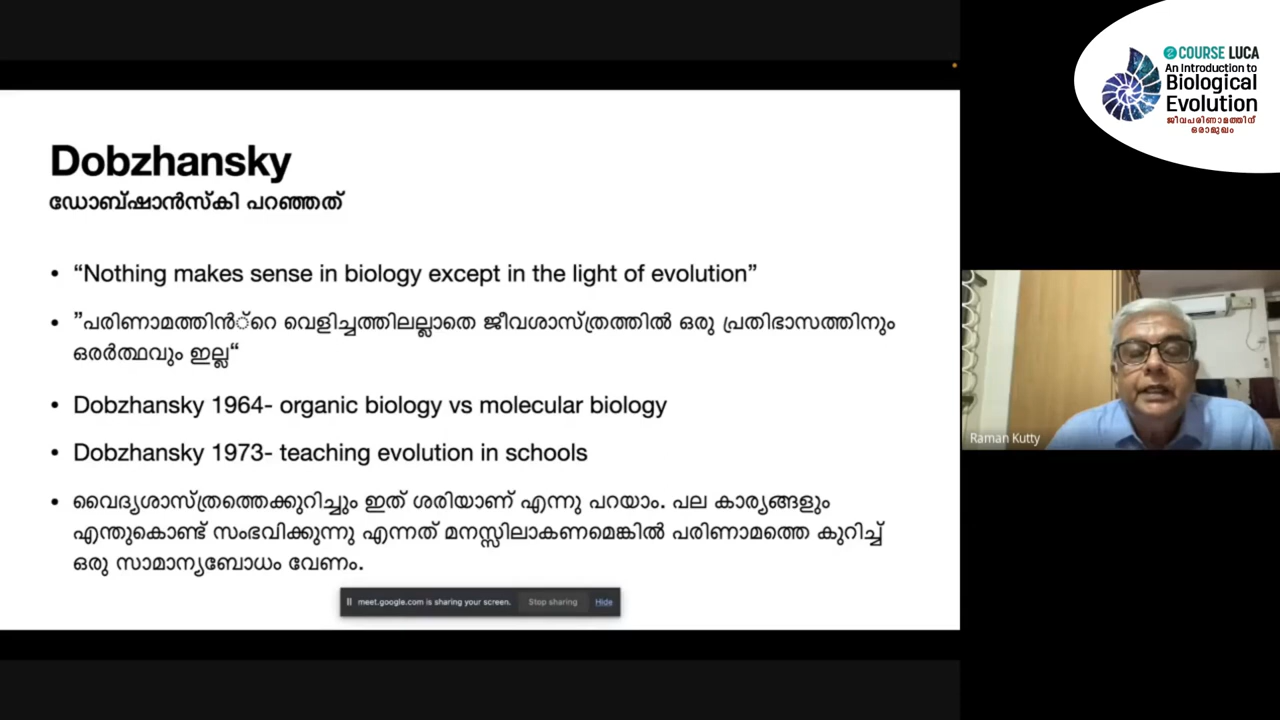 COURSE LUCA
An Introduction to
Biological
Evolution
ജീവപരിണാമത്തിന്
ഒരാമുഖം
Dobzhansky
ഡോബ്ഷാൻസ്കി പറഞ്ഞത്
• “Nothing makes sense in biology except in the light of evolution”
• ”പരിണാമത്തിൻ്റെ വെളിച്ചത്തിലല്ലാതെ ജീവശാസ്ത്രത്തിൽ ഒരു പ്രതിഭാസത്തിനും
ഒരർത്ഥവും ഇല്ല“
• Dobzhansky 1964- organic biology vs molecular biology
• Dobzhansky 1973- teaching evolution in schools
• വൈദ്യശാസ്ത്രത്തെക്കുറിച്ചും ഇത് ശരിയാണ് എന്നു പറയാം. പല കാര്യങ്ങളും
എന്തുകൊണ്ട് സംഭവിക്കുന്നു എന്നത് മനസ്സിലാകണമെങ്കിൽ പരിണാമത്തെ കുറിച്ച്
ഒരു സാമാന്യബോധം വേണം.
meet.google.com is sharing your screen. Stop sharing Hide
Raman Kutty